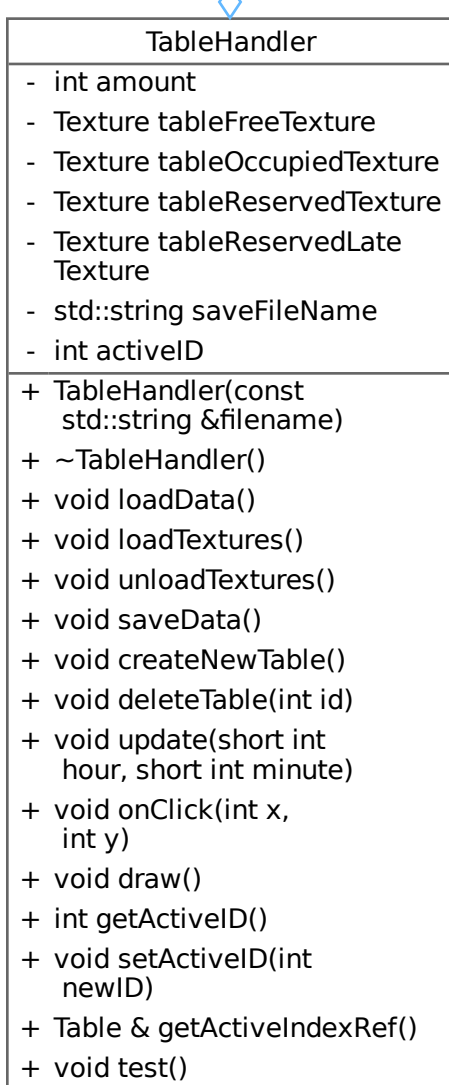 TableHandler
- int amount
- Texture tableFreeTexture
- Texture tableOccupiedTexture
- Texture tableReservedTexture
- Texture tableReservedLate
Texture
- std::string saveFileName
- int activeID
+ TableHandler(const
std::string &filename)
+ ~TableHandler()
+ void loadData()
+ void loadTextures()
+ void unloadTextures()
+ void saveData()
+ void createNewTable()
+ void deleteTable(int id)
+ void update(short int
hour, short int minute)
+ void onClick(int x,
int y)
+ void draw()
+ int getActiveID()
+ void setActiveID(int
newID)
+ Table & getActiveIndexRef()
+ void test()